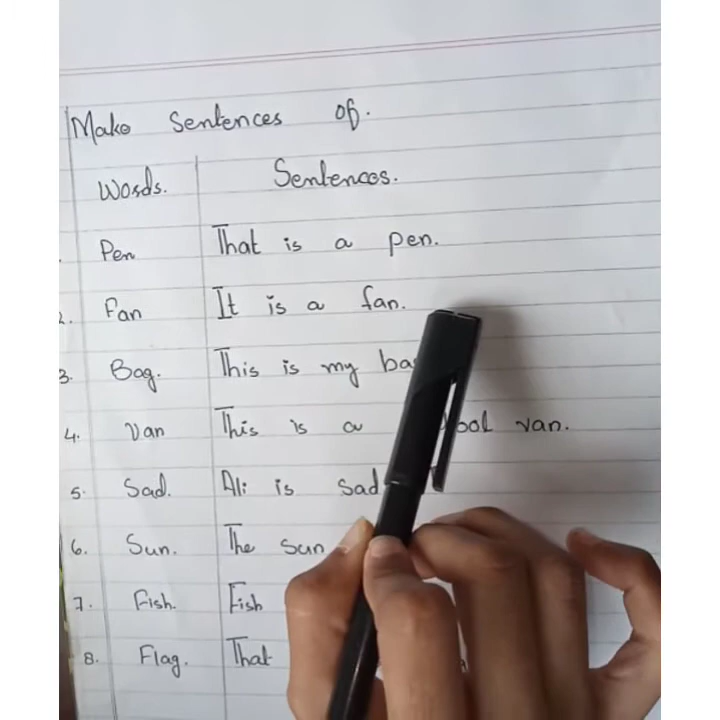 Make Sentences of.
Words. Sentences.
Pen That is a pen.
2. Fan It is a fan.
3. Bag. This is my
4. Van This is a van.
5. Sad. Ali is sad
6. Sun. The sun
7. Fish. Fish
8. Flag. That